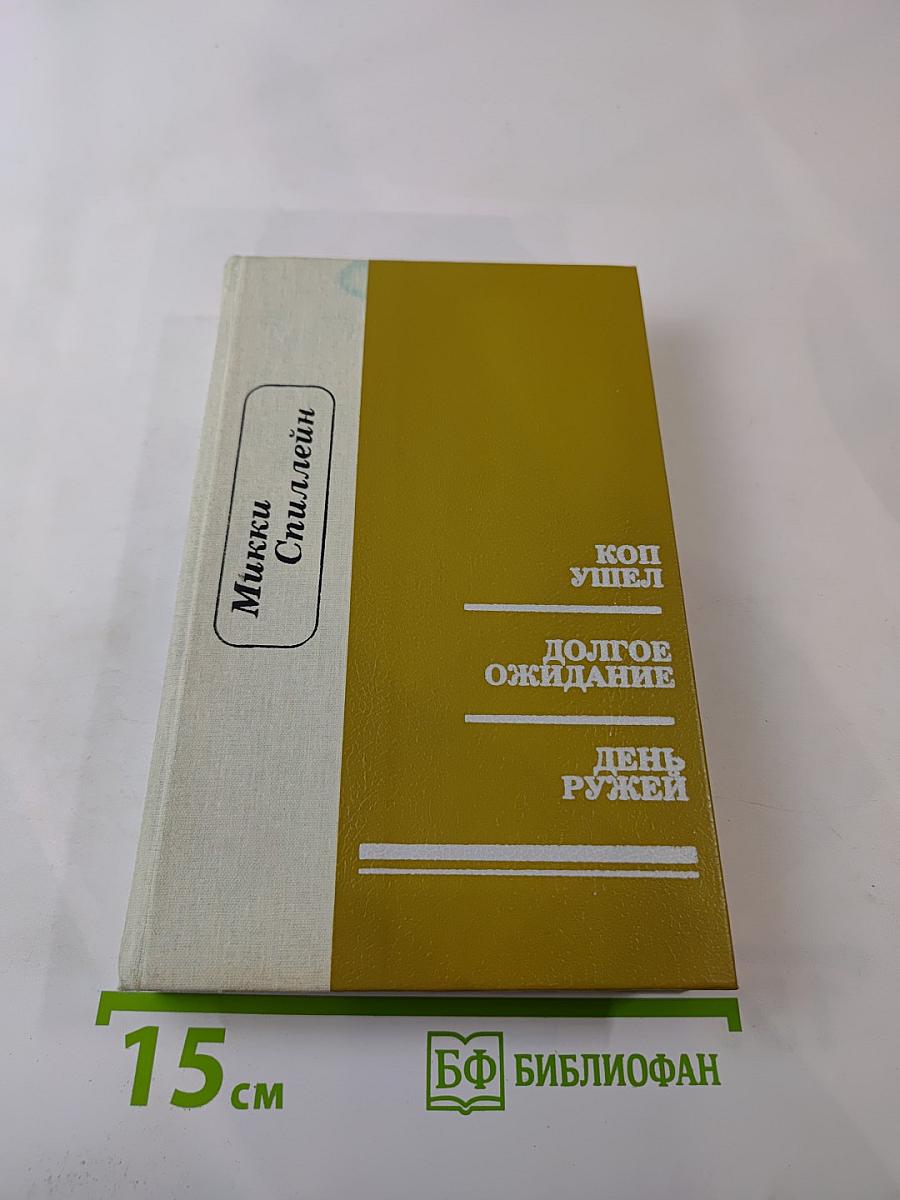 Микки
Спиллейн
КОП
УШЕЛ
ДОЛГОЕ
ОЖИДАНИЕ
ДЕНЬ
РУЖЕЙ
15 см
БФ БИБЛИОФАН